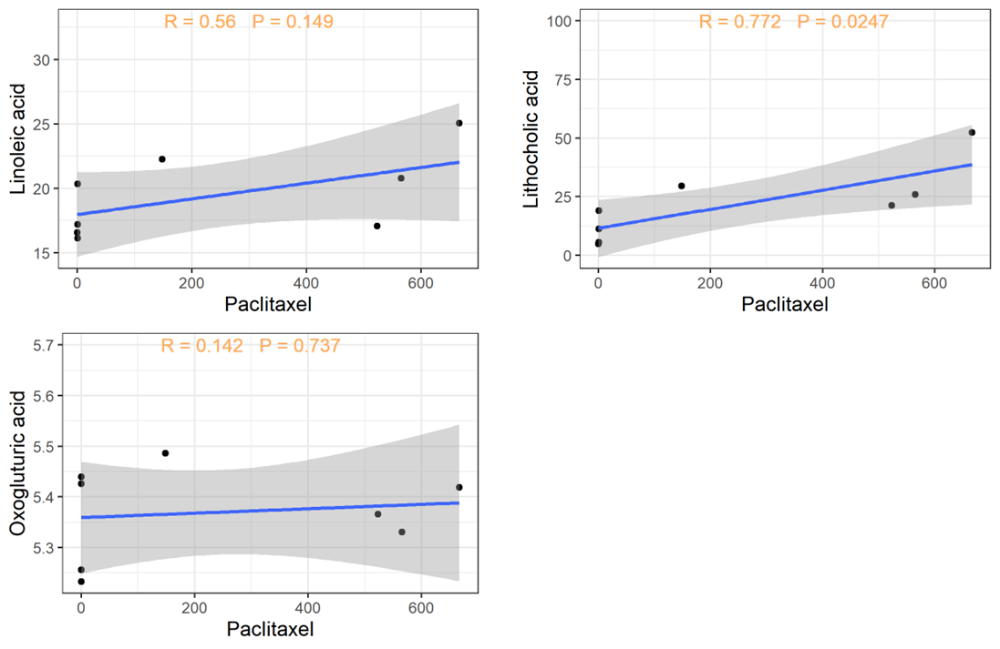 R = 0.56 P = 0.149
Linoleic acid
30
25
20
15
0 200 400 600
Paclitaxel
R = 0.772 P = 0.0247
Lithocholic acid
100
75
50
25
0
0 200 400 600
Paclitaxel
R = 0.142 P = 0.737
Oxogluturic acid
5.7
5.6
5.5
5.4
5.3
0 200 400 600
Paclitaxel